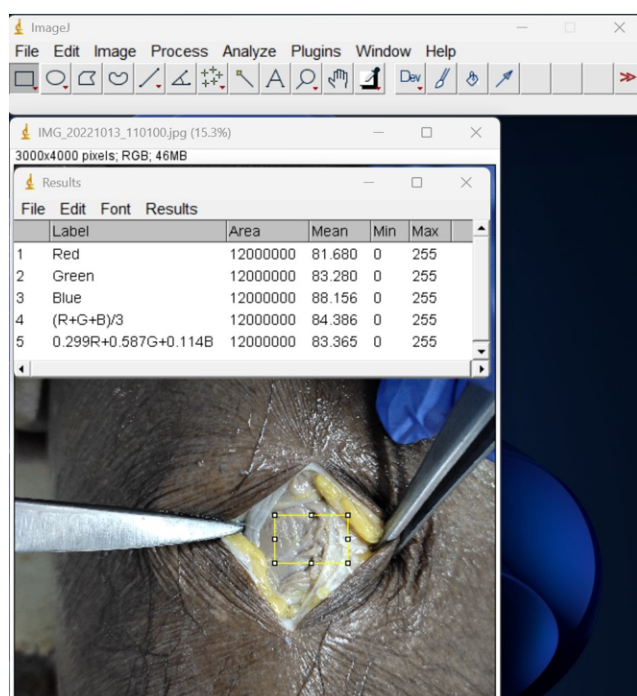 ImageJ
File Edit Image Process Analyze Plugins Window Help
Dev
IMG_20221013_110100.jpg (15.3%)
3000x4000 pixels; RGB; 46MB
Results
File Edit Font Results
Label Area Mean Min Max
1 Red 12000000 81.680 0 255
2 Green 12000000 83.280 0 255
3 Blue 12000000 88.156 0 255
4 (R+G+B)/3 12000000 84.386 0 255
5 0.299R+0.587G+0.114B 12000000 83.365 0 255